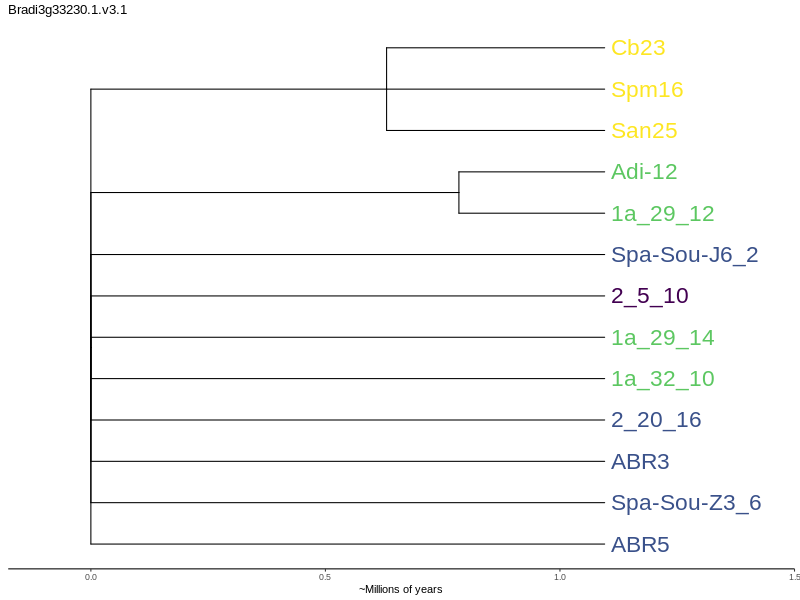 Bradi3g33230.1.v3.1
Cb23
Spm16
San25
Adi-12
1a_29_12
Spa-Sou-J6_2
2_5_10
1a_29_14
1a_32_10
2_20_16
ABR3
Spa-Sou-Z3_6
ABR5
0.0 0.5 1.0 1.5
~Millions of years